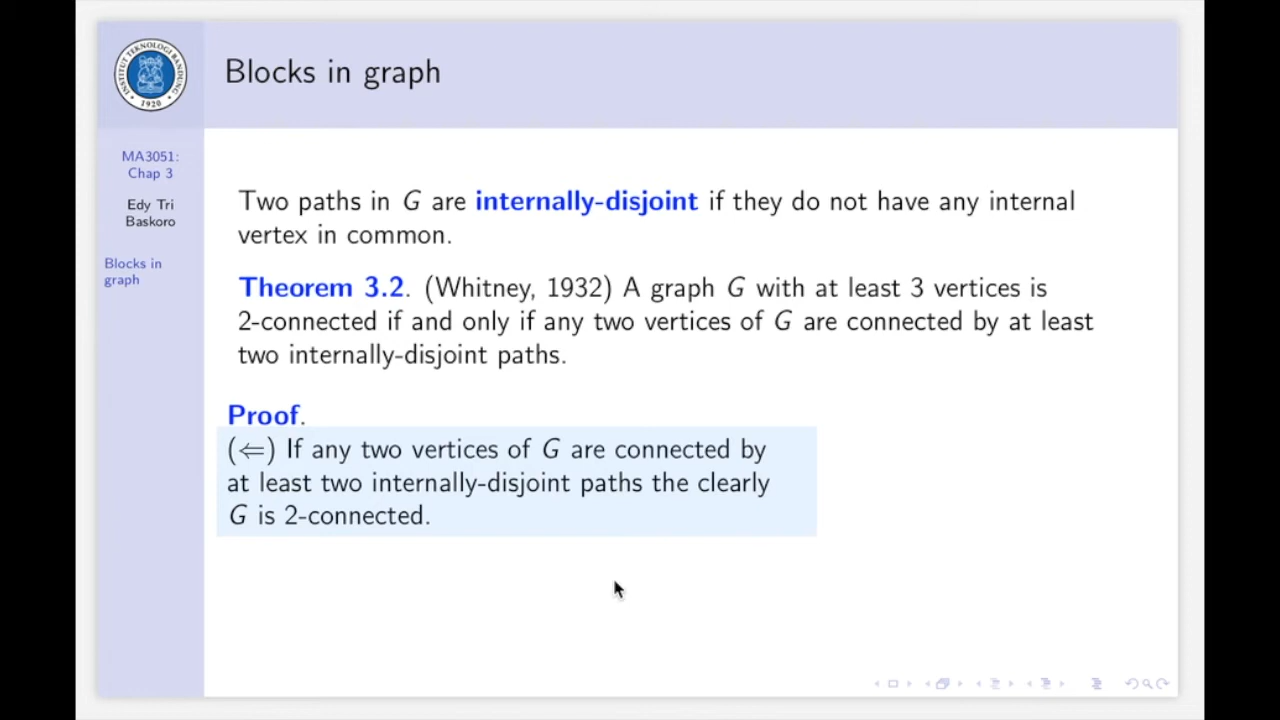 INSTITUT TEKNOLOGI BANDUNG
1920
Blocks in graph
MA3051:
Chap 3
Edy Tri
Baskoro
Blocks in
graph
Two paths in G are internally-disjoint if they do not have any internal
vertex in common.
Theorem 3.2. (Whitney, 1932) A graph G with at least 3 vertices is
2-connected if and only if any two vertices of G are connected by at least
two internally-disjoint paths.
Proof.
(⇐) If any two vertices of G are connected by
at least two internally-disjoint paths the clearly
G is 2-connected.